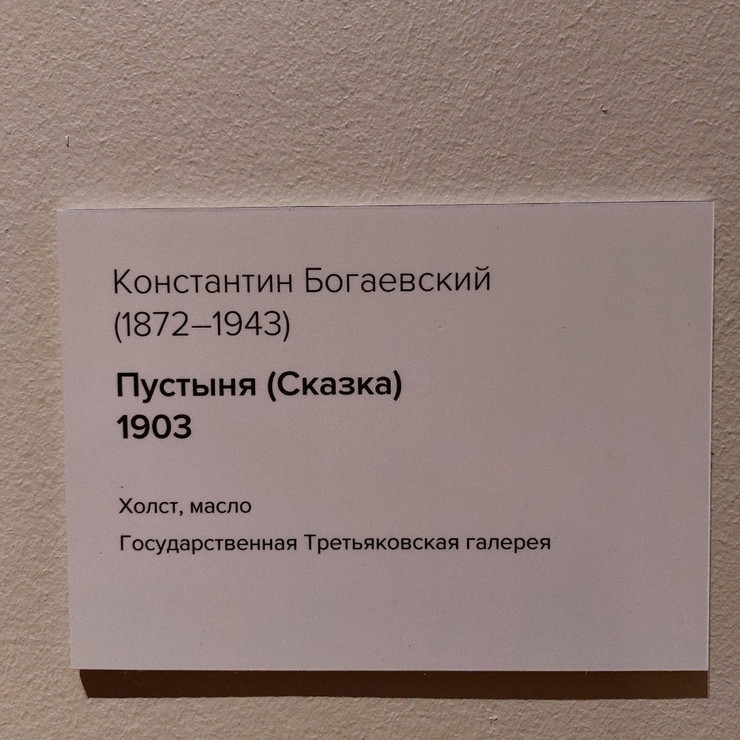 Константин Богаевский
(1872–1943)
Пустыня (Сказка)
1903
Холст, масло
Государственная Третьяковская галерея